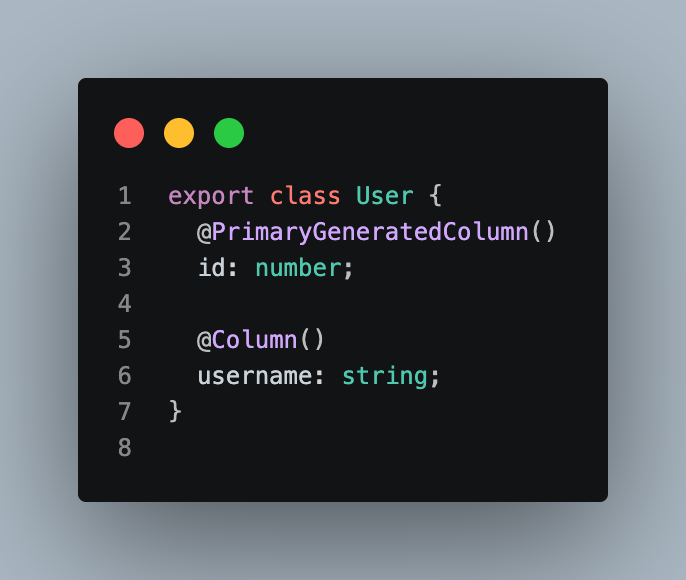 1 export class User {
2 @PrimaryGeneratedColumn()
3 id: number;
4
5 @Column()
6 username: string;
7 }
8